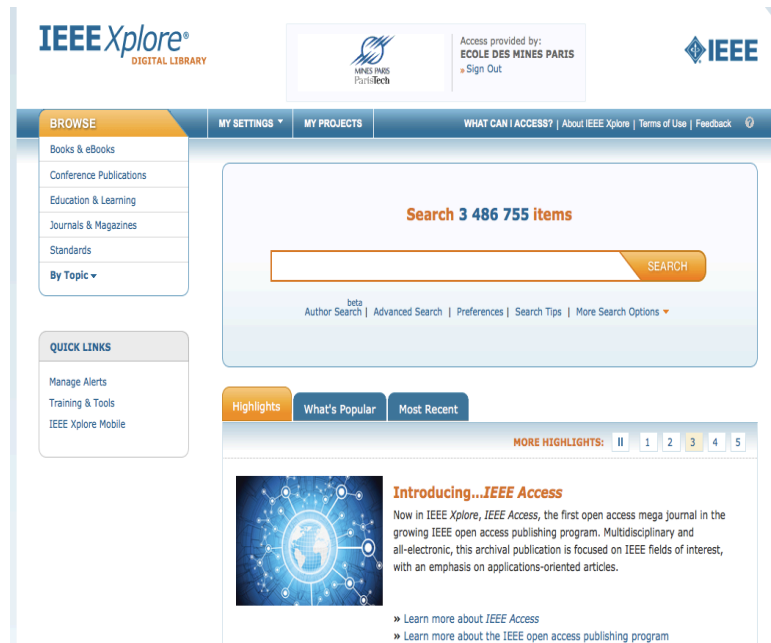 IEEE Xplore®
DIGITAL LIBRARY
MINES PARIS
ParisTech
Access provided by:
ECOLE DES MINES PARIS
» Sign Out
IEEE
BROWSE
MY SETTINGS
MY PROJECTS
WHAT CAN I ACCESS? | About IEEE Xplore | Terms of Use | Feedback ?
Books & eBooks
Conference Publications
Education & Learning
Journals & Magazines
Standards
By Topic
Search 3 486 755 items
SEARCH
beta
Author Search | Advanced Search | Preferences | Search Tips | More Search Options
QUICK LINKS
Manage Alerts
Training & Tools
IEEE Xplore Mobile
Highlights
What's Popular
Most Recent
MORE HIGHLIGHTS: II 1 2 3 4 5
Introducing...IEEE Access
Now in IEEE Xplore, IEEE Access, the first open access mega journal in the
growing IEEE open access publishing program. Multidisciplinary and
all-electronic, this archival publication is focused on IEEE fields of interest,
with an emphasis on applications-oriented articles.
» Learn more about IEEE Access
» Learn more about the IEEE open access publishing program